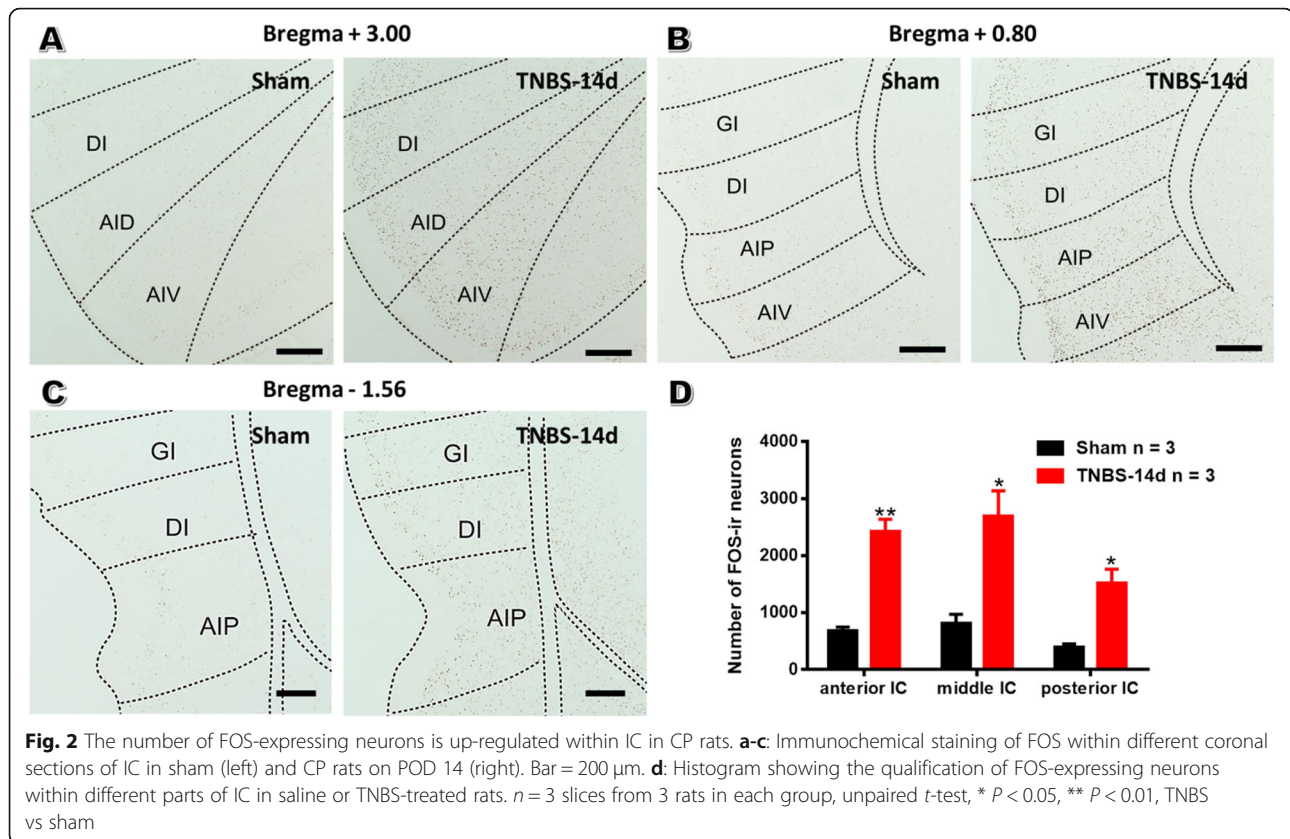 A
Bregma + 3.00
Sham
TNBS-14d
DI
AID
AIV
DI
AID
AIV
B
Bregma + 0.80
Sham
TNBS-14d
GI
DI
AIP
AIV
GI
DI
AIP
AIV
C
Bregma - 1.56
Sham
TNBS-14d
GI
DI
AIP
GI
DI
AIP
D
Number of FOS-ir neurons
4000
3000
2000
1000
0
Sham n = 3
TNBS-14d n = 3
**
*
*
anterior IC
middle IC
posterior IC
Fig. 2 The number of FOS-expressing neurons is up-regulated within IC in CP rats. a-c: Immunochemical staining of FOS within different coronal
sections of IC in sham (left) and CP rats on POD 14 (right). Bar = 200 μm. d: Histogram showing the qualification of FOS-expressing neurons
within different parts of IC in saline or TNBS-treated rats. n = 3 slices from 3 rats in each group, unpaired t-test, * P < 0.05, ** P < 0.01, TNBS
vs sham